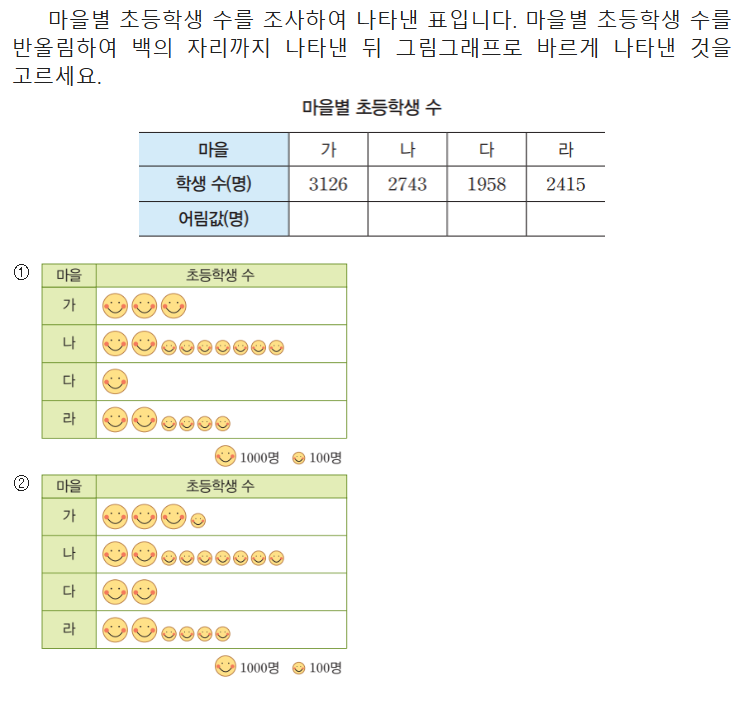 마을별 초등학생 수를 조사하여 나타낸 표입니다. 마을별 초등학생 수를
반올림하여 백의 자리까지 나타낸 뒤 그림그래프로 바르게 나타낸 것을
고르세요.
마을별 초등학생 수
마을 가 나 다 라
학생 수(명) 3126 2743 1958 2415
어림값(명)
① 마을 초등학생 수
가
나
다
라
1000명 100명
② 마을 초등학생 수
가
나
다
라
1000명 100명